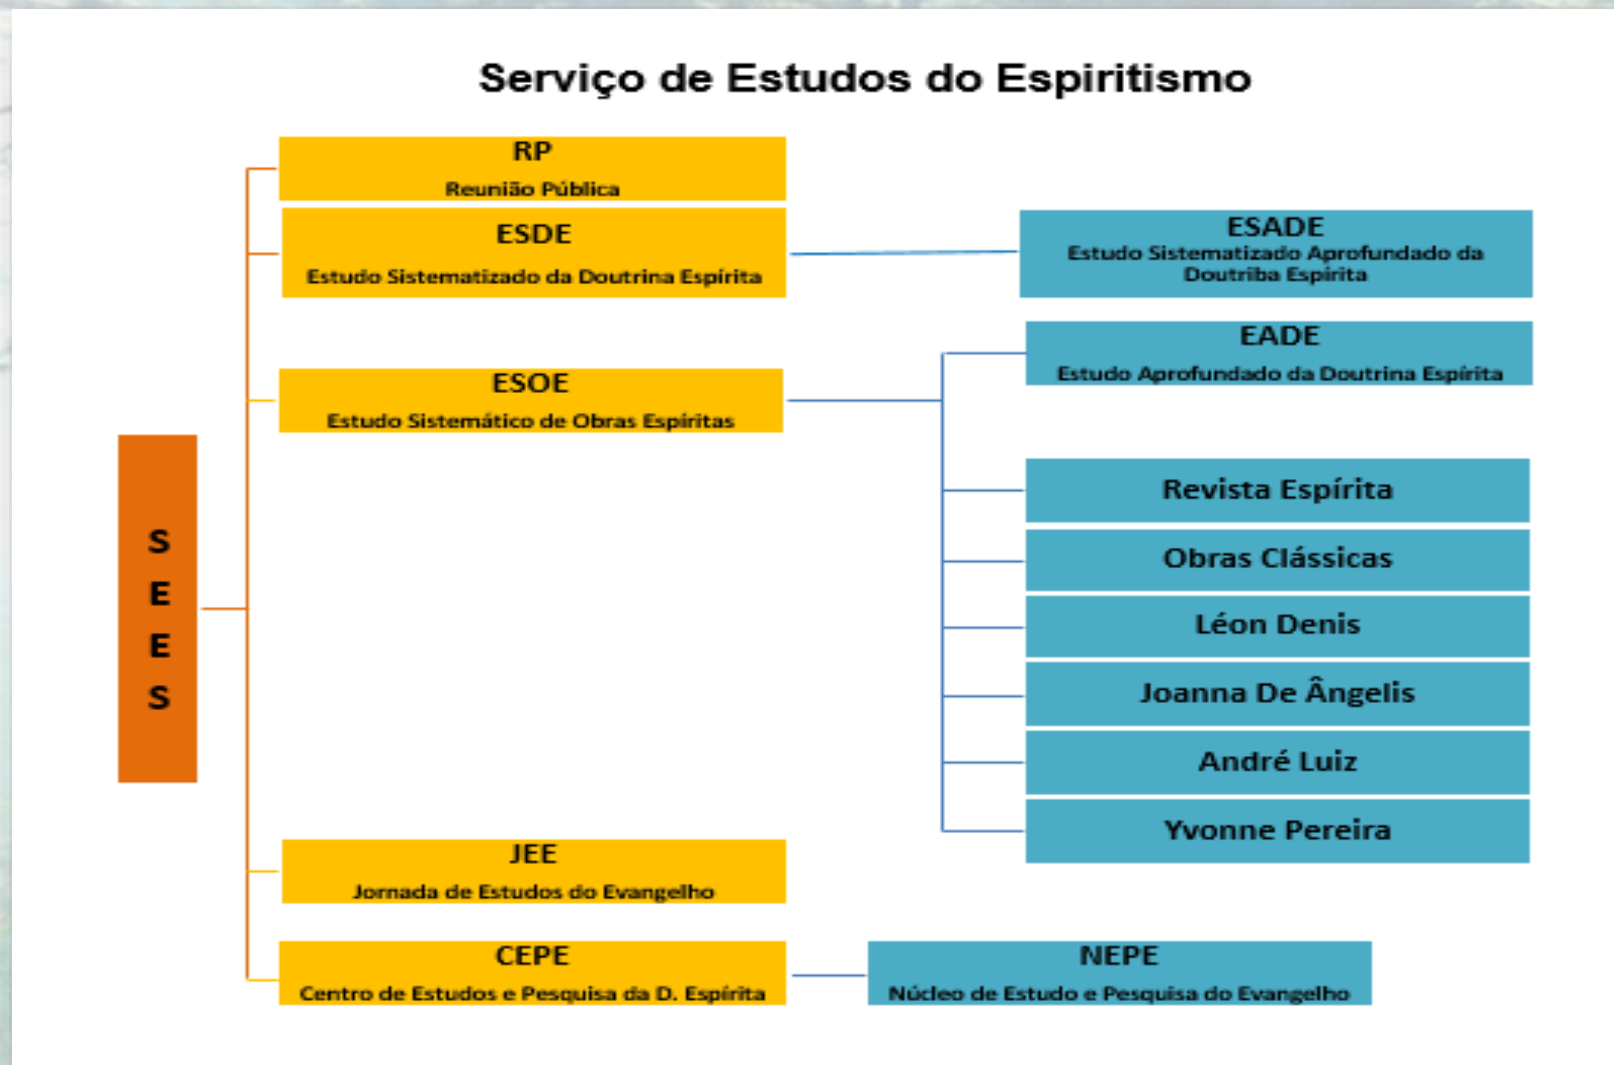 Serviço de Estudos do Espiritismo
RP
Reunião Pública
ESDE
Estudo Sistematizado da Doutrina Espírita
ESADE
Estudo Sistematizado Aprofundado da
Doutriba Espírita
EADE
Estudo Aprofundado da Doutrina Espírita
ESOE
Estudo Sistemático de Obras Espíritas
Revista Espírita
Obras Clássicas
Léon Denis
Joanna De Ângelis
André Luiz
Yvonne Pereira
S
E
E
S
JEE
Jornada de Estudos do Evangelho
CEPE
Centro de Estudos e Pesquisa da D. Espírita
NEPE
Núcleo de Estudo e Pesquisa do Evangelho